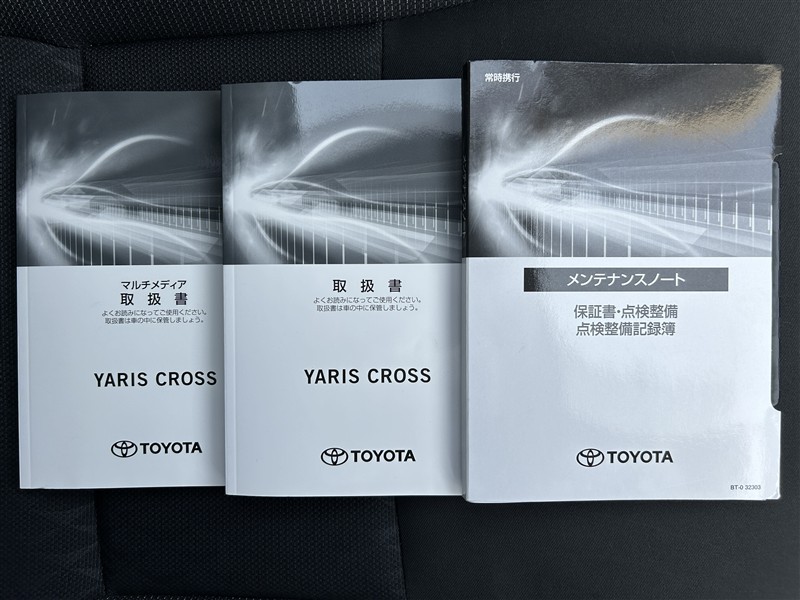 マルチメディア
取扱書
よくお読みになってご使用ください。
取扱書は車の中に保管しましょう。
YARIS CROSS
TOYOTA
取扱書
よくお読みになってご使用ください。
取扱書は車の中に保管しましょう。
YARIS CROSS
TOYOTA
常時携行
メンテナンスノート
保証書・点検整備
点検整備記録簿
TOYOTA
BT-0 32303